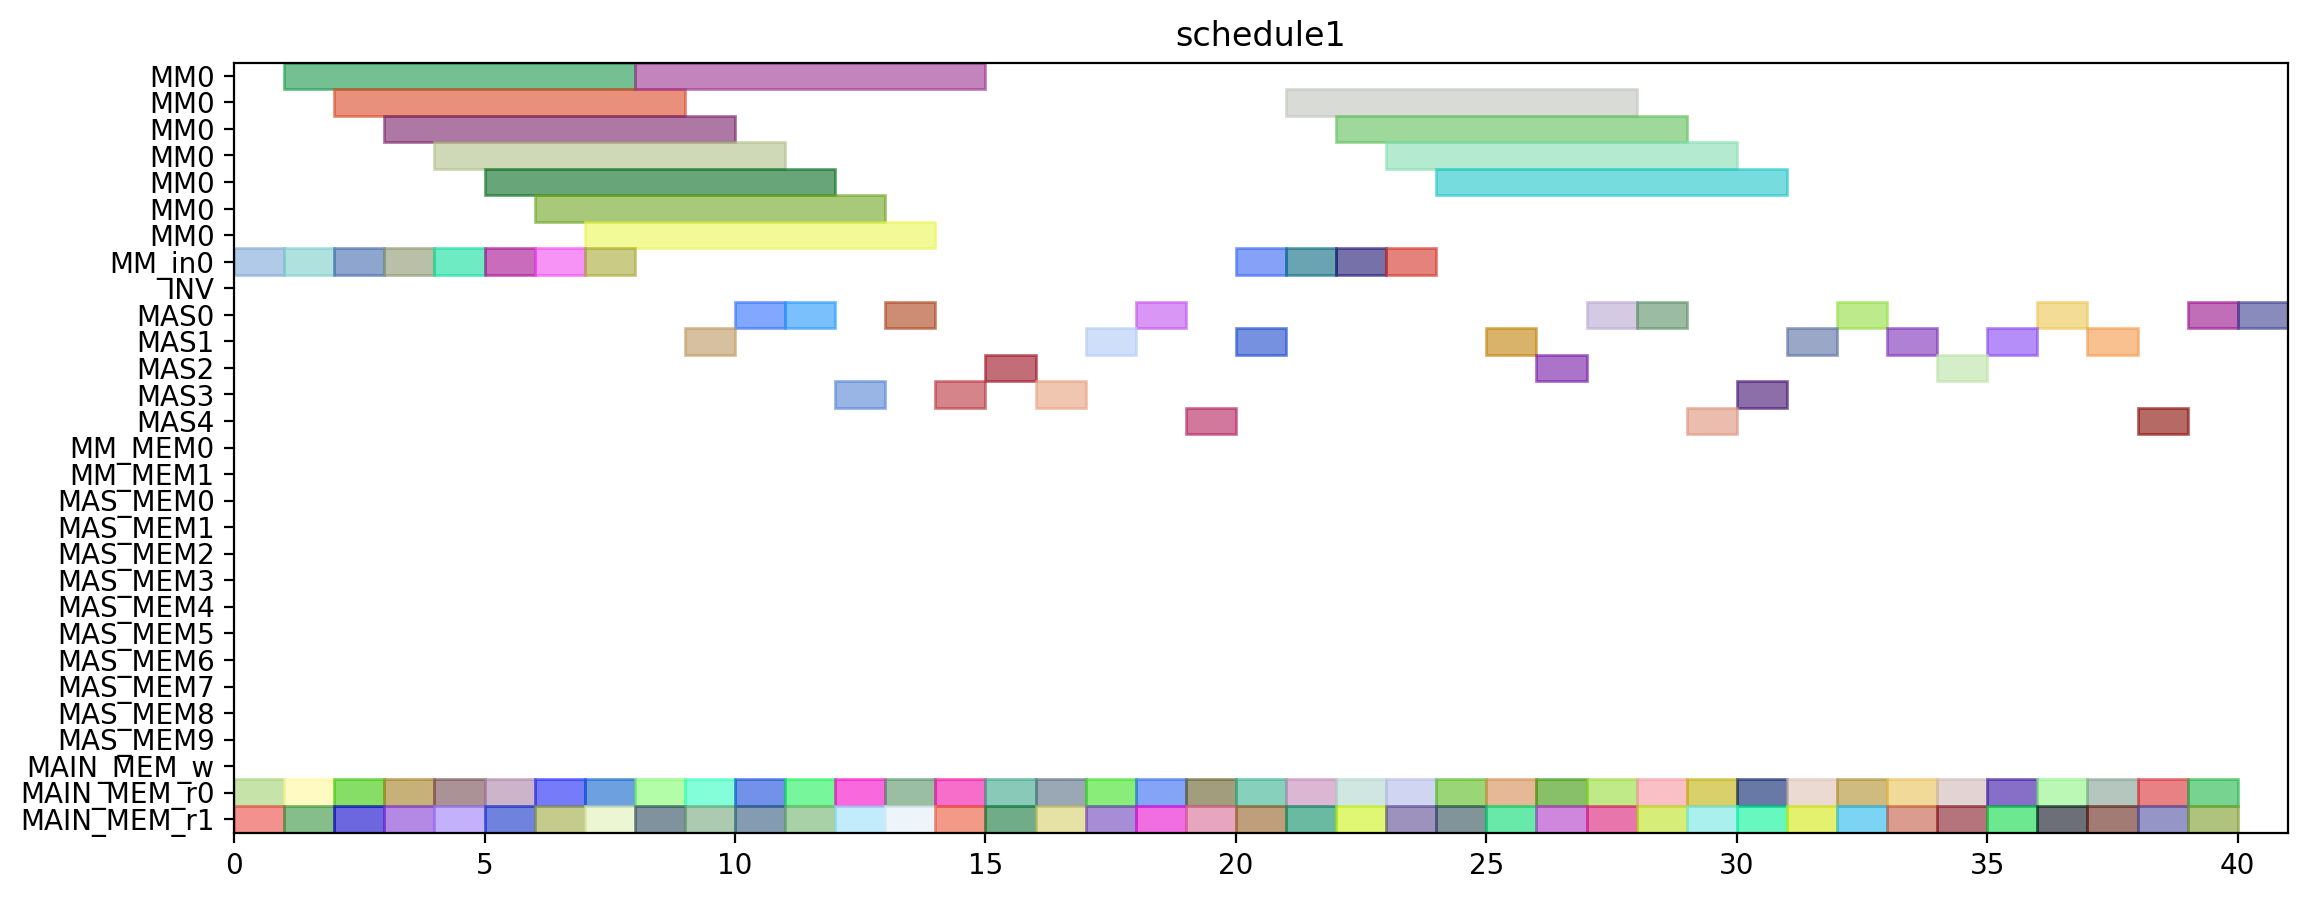 schedule1
MM0
MM0
MM0
MM0
MM0
MM0
MM0
MM_in0
INV
MAS0
MAS1
MAS2
MAS3
MAS4
MM_MEM0
MM_MEM1
MAS_MEM0
MAS_MEM1
MAS_MEM2
MAS_MEM3
MAS_MEM4
MAS_MEM5
MAS_MEM6
MAS_MEM7
MAS_MEM8
MAS_MEM9
MAIN_MEM_w
MAIN_MEM_r0
MAIN_MEM_r1
0 5 10 15 20 25 30 35 40